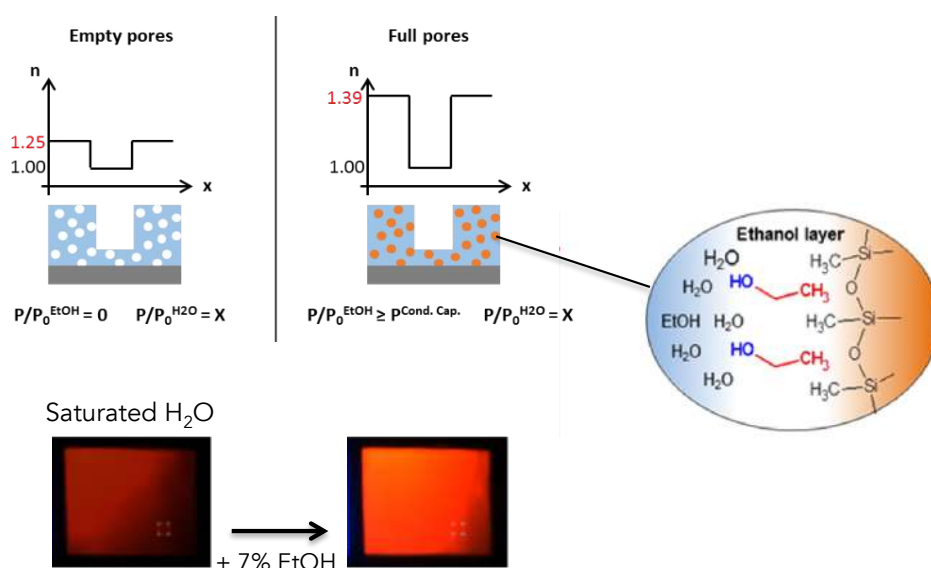 Empty pores
n
1.25
1.00
x
P/P₀ᴱᵗᴼᴴ = 0 P/P₀ᴴ²ᴼ = X
Full pores
n
1.39
1.00
x
P/P₀ᴱᵗᴼᴴ ≥ Pᶜᵒⁿᵈ· ᶜᵃᵖ· P/P₀ᴴ²ᴼ = X
Ethanol layer
H₂O
H₂O
HO
CH₃
EtOH H₂O
H₂O
HO
CH₃
H₂O
H₃C
Si
O
H₃C
Si
O
H₃C
Si
Saturated H₂O
+ 7% EtOH